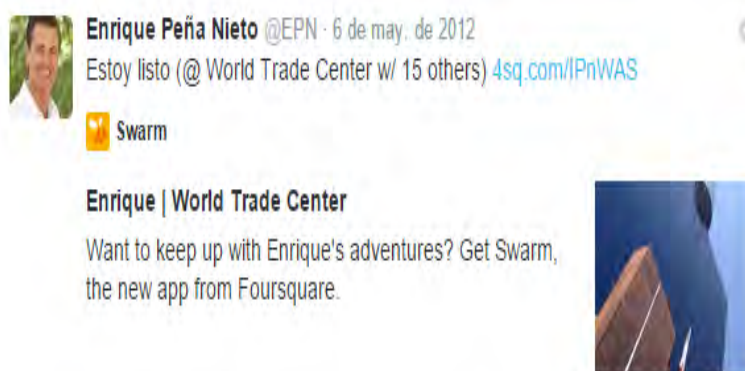 Enrique Peña Nieto @EPN · 6 de may. de 2012
Estoy listo (@ World Trade Center w/ 15 others) 4sq.com/IPnWAS
Swarm
Enrique | World Trade Center
Want to keep up with Enrique's adventures? Get Swarm,
the new app from Foursquare.